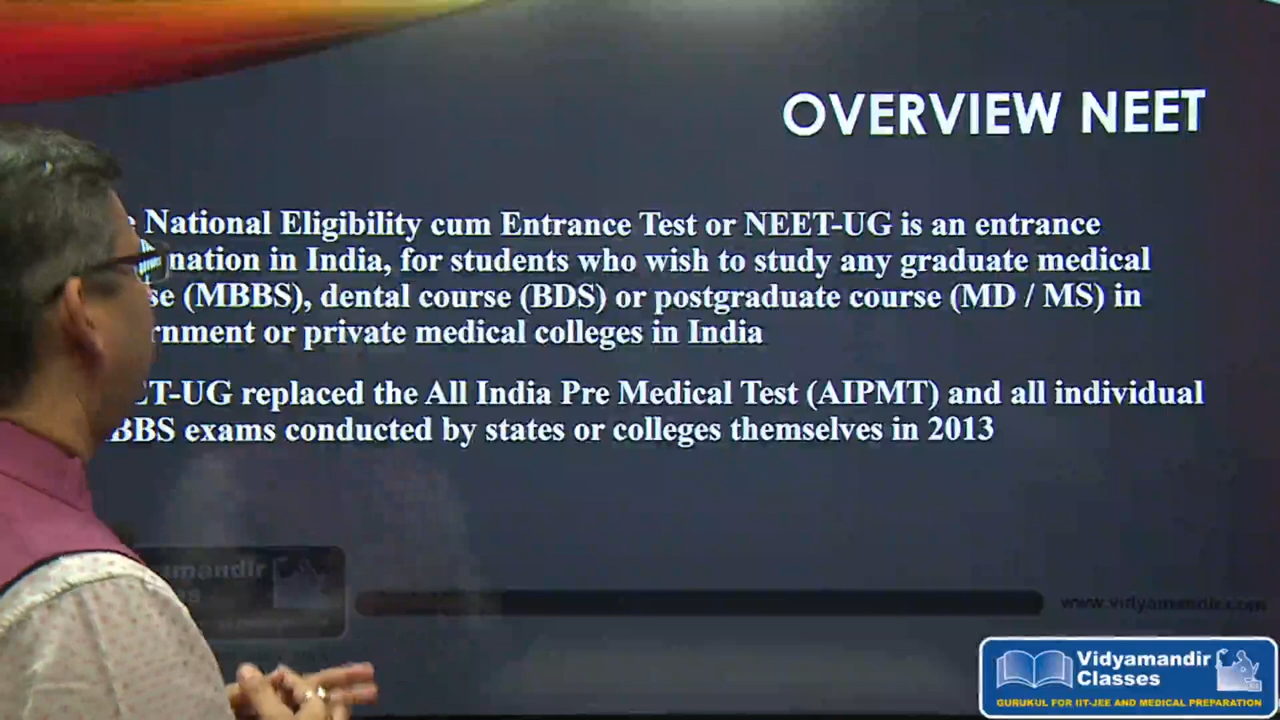 OVERVIEW NEET
National Eligibility cum Entrance Test or NEET-UG is an entrance
nation in India, for students who wish to study any graduate medical
se (MBBS), dental course (BDS) or postgraduate course (MD / MS) in
rnment or private medical colleges in India
ET-UG replaced the All India Pre Medical Test (AIPMT) and all individual
BBS exams conducted by states or colleges themselves in 2013
www.vidyamandir.com
Vidyamandir
Classes
GURUKUL FOR IIT-JEE AND MEDICAL PREPARATION